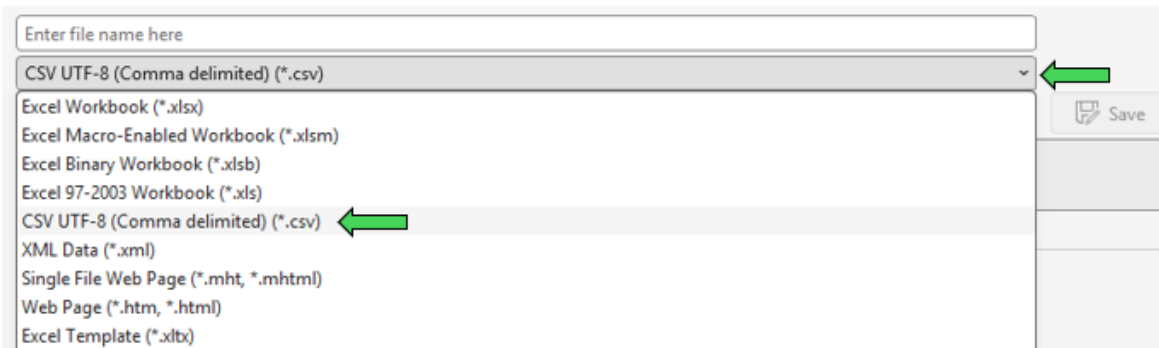 Enter file name here
CSV UTF-8 (Comma delimited) (*.csv)
Save
Excel Workbook (*.xlsx)
Excel Macro-Enabled Workbook (*.xlsm)
Excel Binary Workbook (*.xlsb)
Excel 97-2003 Workbook (*.xls)
CSV UTF-8 (Comma delimited) (*.csv)
XML Data (*.xml)
Single File Web Page (*.mht, *.mhtml)
Web Page (*.htm, *.html)
Excel Template (*.xltx)